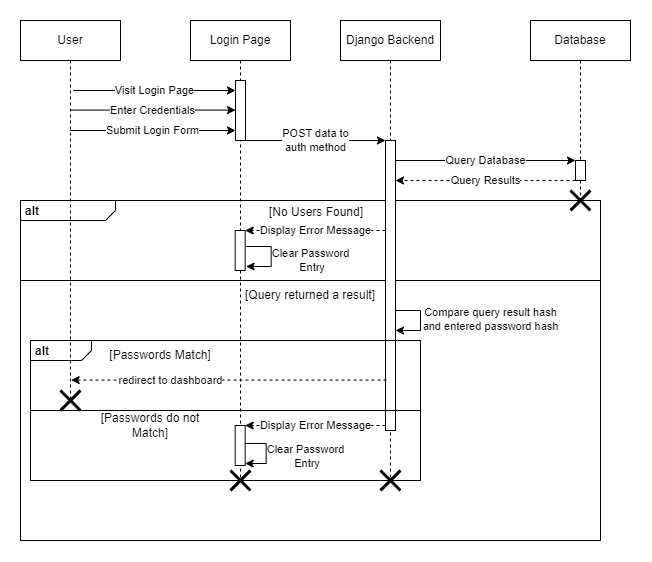 User
Login Page
Django Backend
Database
Visit Login Page
Enter Credentials
Submit Login Form
POST data to
auth method
Query Database
Query Results
alt
[No Users Found]
Display Error Message
Clear Password
Entry
[Query returned a result]
Compare query result hash
and entered password hash
alt
[Passwords Match]
redirect to dashboard
[Passwords do not
Match]
Display Error Message
Clear Password
Entry